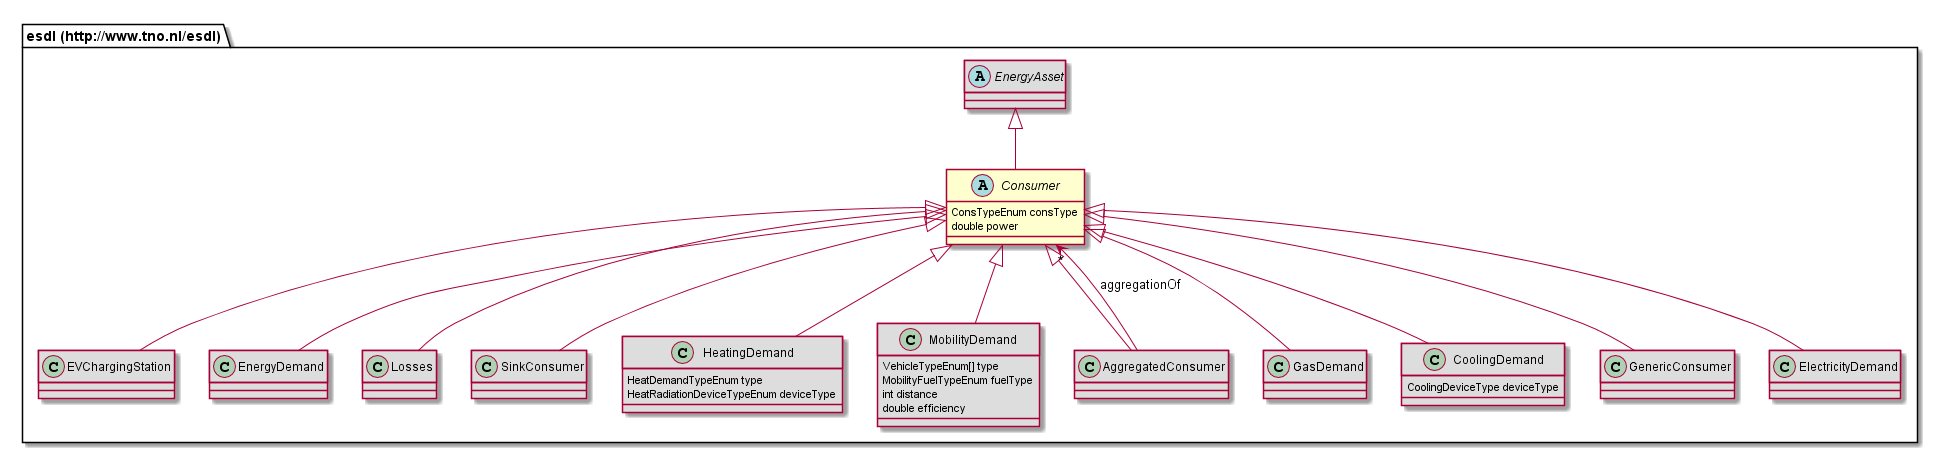 esdl (http://www.tno.nl/esdl)
A EnergyAsset
A Consumer
ConsTypeEnum consType
double power
*
aggregationOf
C EVChargingStation
C EnergyDemand
C Losses
C SinkConsumer
C HeatingDemand
HeatDemandTypeEnum type
HeatRadiationDeviceTypeEnum deviceType
C MobilityDemand
VehicleTypeEnum[] type
MobilityFuelTypeEnum fuelType
int distance
double efficiency
C AggregatedConsumer
C GasDemand
C CoolingDemand
CoolingDeviceType deviceType
C GenericConsumer
C ElectricityDemand